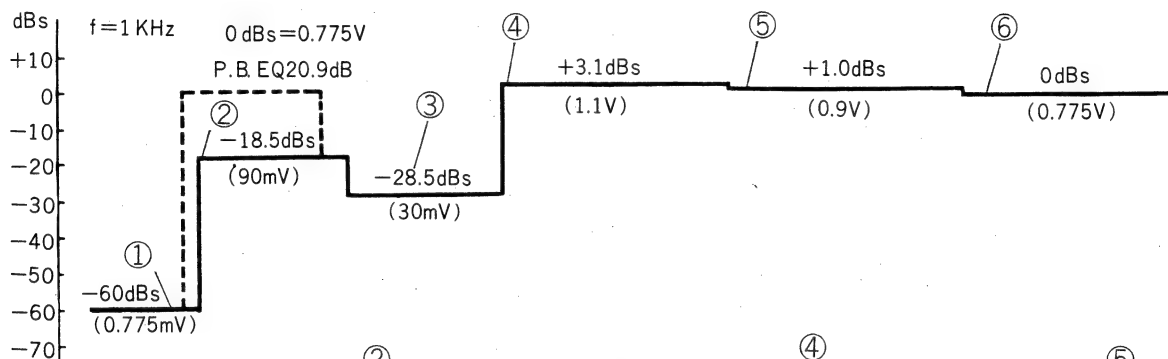 dBs
f=1KHz
0dBs=0.775V
④
⑤
⑥
+10
P.B.EQ20.9dB
+3.1dBs
+1.0dBs
0dBs
0
(1.1V)
(0.9V)
(0.775V)
②
③
−10
−18.5dBs
−20
(90mV)
−28.5dBs
−30
(30mV)
−40
①
−50
−60dBs
−60
(0.775mV)
−70
②
④
⑤